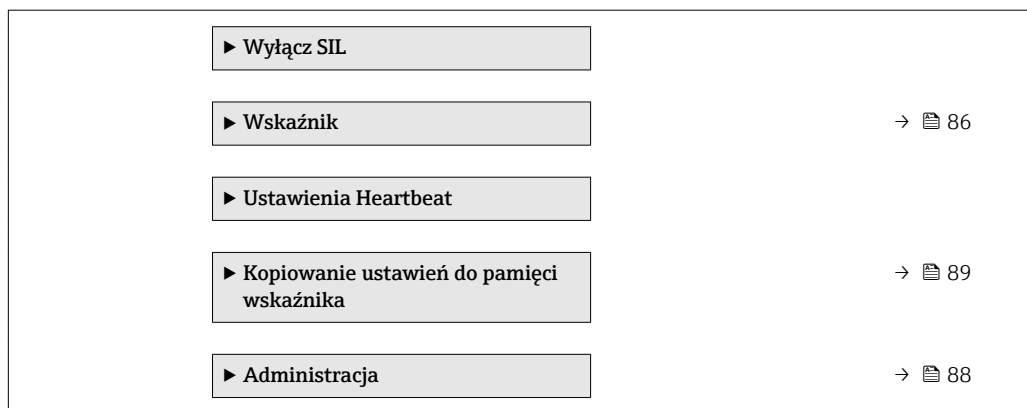 ▶ Wyłącz SIL
▶ Wskaźnik → 86
▶ Ustawienia Heartbeat
▶ Kopiowanie ustawień do pamięci
wskaźnika → 89
▶ Administracja → 88